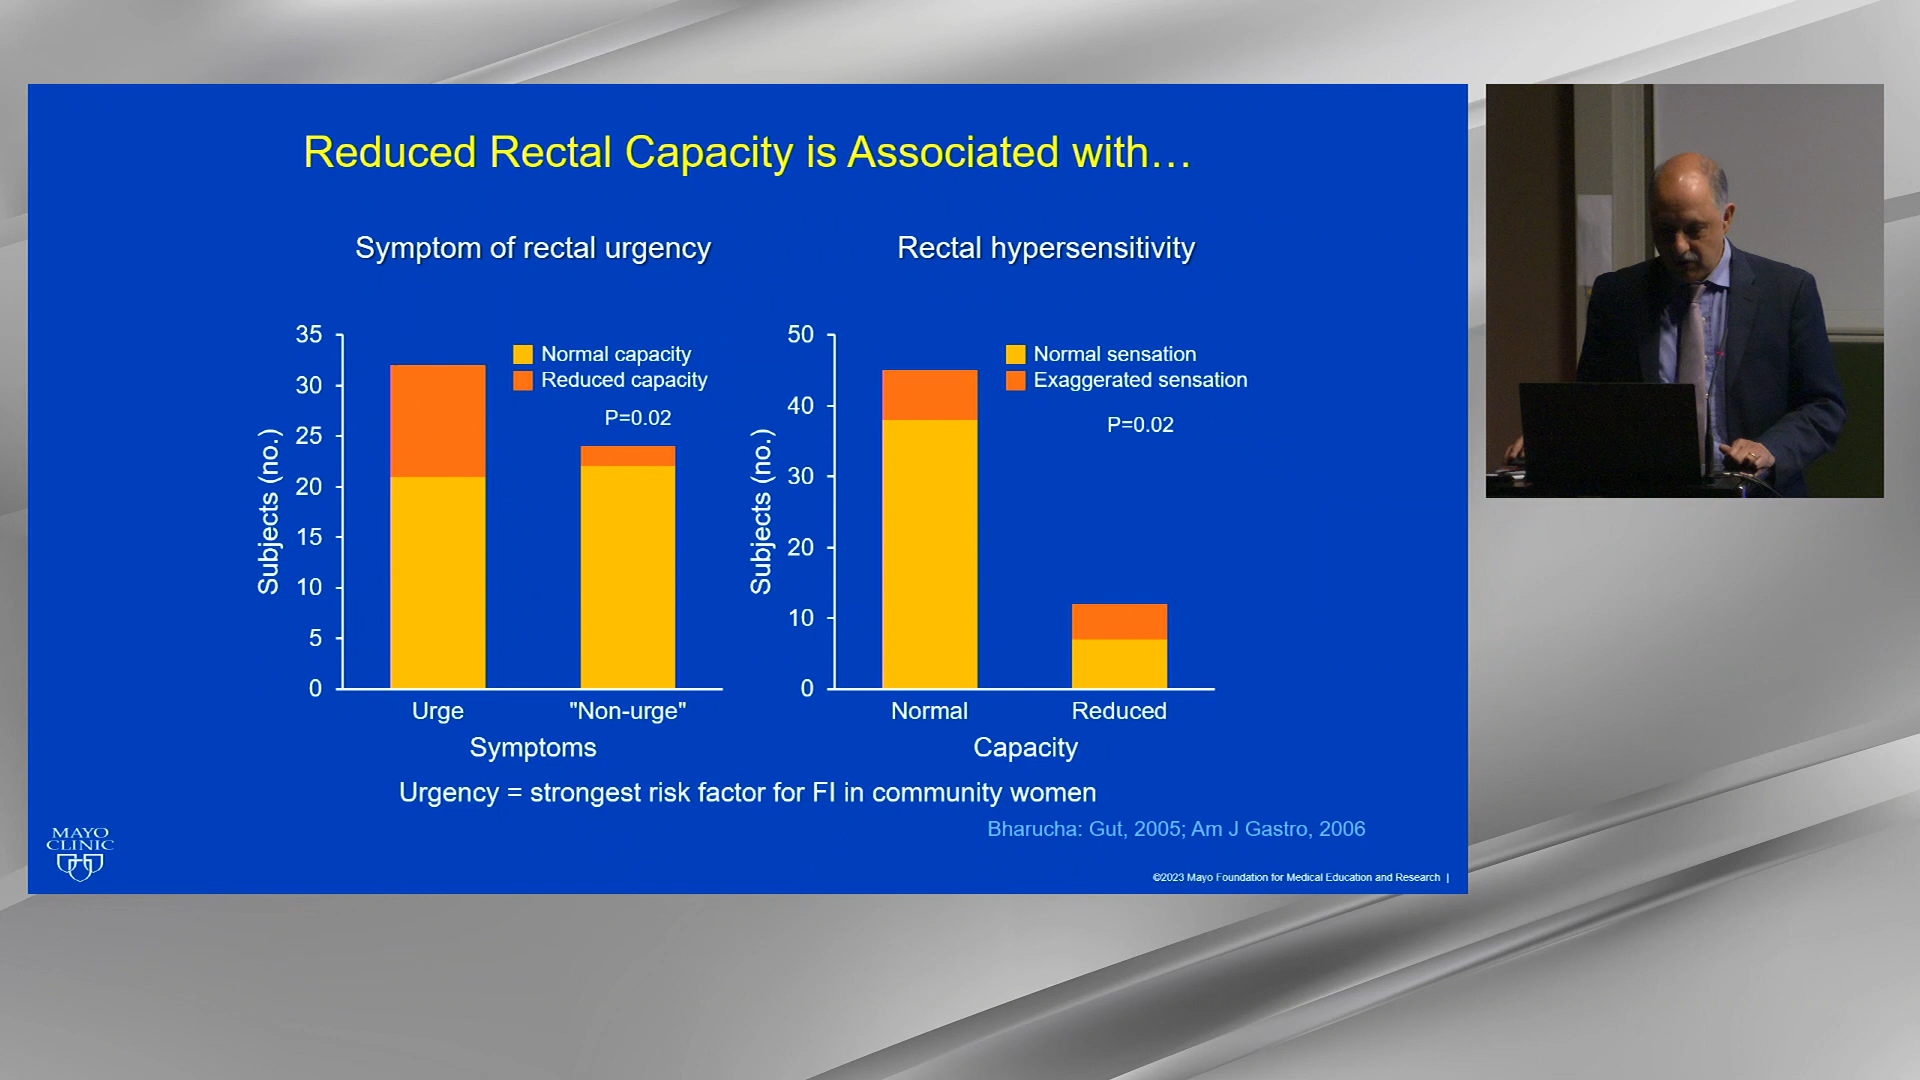 Reduced Rectal Capacity is Associated with…
Symptom of rectal urgency
35
30
25
20
15
10
5
0
Subjects (no.)
Normal capacity
Reduced capacity
P=0.02
Urge
"Non-urge"
Symptoms
Rectal hypersensitivity
50
40
30
20
10
0
Subjects (no.)
Normal sensation
Exaggerated sensation
P=0.02
Normal
Reduced
Capacity
Urgency = strongest risk factor for FI in community women
Bharucha: Gut, 2005; Am J Gastro, 2006
MAYO
CLINIC
©2023 Mayo Foundation for Medical Education and Research |